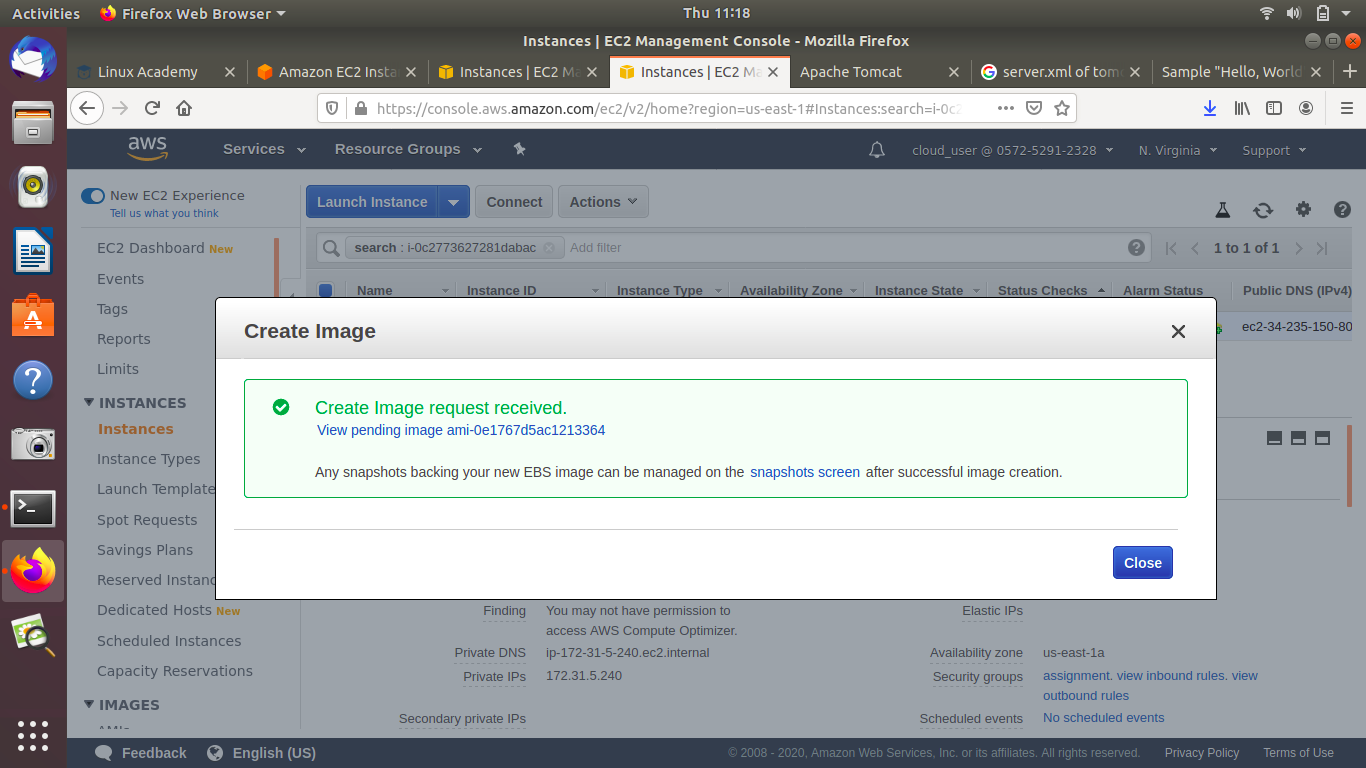 Activities
Firefox Web Browser
Thu 11:18
Instances | EC2 Management Console - Mozilla Firefox
Linux Academy
Amazon EC2 Insta
Instances | EC2 Ma
Instances | EC2 Ma
Apache Tomcat
server.xml of tom
Sample "Hello, World
https://console.aws.amazon.com/ec2/v2/home?region=us-east-1#Instances:search=i-0c2
aws
Services
Resource Groups
cloud_user @ 0572-5291-2328
N. Virginia
Support
New EC2 Experience
Tell us what you think
Launch Instance
Connect
Actions
EC2 Dashboard New
Events
Tags
Reports
Limits
INSTANCES
Instances
Instance Types
Launch Template
Spot Requests
Savings Plans
Reserved Instanc
Dedicated Hosts New
Scheduled Instances
Capacity Reservations
IMAGES
AMIs
search : i-0c2773627281dabac
Add filter
1 to 1 of 1
Name
Instance ID
Instance Type
Availability Zone
Instance State
Status Checks
Alarm Status
Public DNS (IPv4)
ec2-34-235-150-80
Create Image
Create Image request received.
View pending image ami-0e1767d5ac1213364
Any snapshots backing your new EBS image can be managed on the snapshots screen after successful image creation.
Close
Finding
You may not have permission to
access AWS Compute Optimizer.
Elastic IPs
Private DNS
ip-172-31-5-240.ec2.internal
Availability zone
us-east-1a
Private IPs
172.31.5.240
Security groups
assignment. view inbound rules. view
outbound rules
Secondary private IPs
Scheduled events
No scheduled events
Feedback
English (US)
© 2008 - 2020, Amazon Web Services, Inc. or its affiliates. All rights reserved.
Privacy Policy
Terms of Use